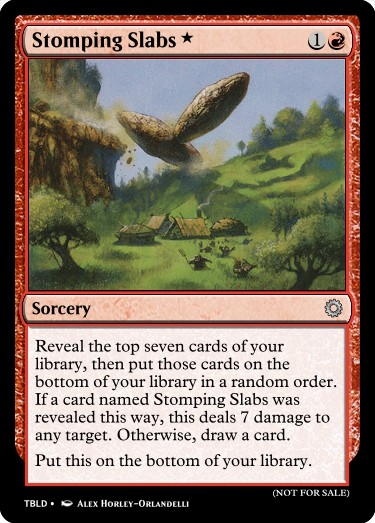 Stomping Slabs ★ 1
Sorcery
Reveal the top seven cards of your
library, then put those cards on the
bottom of your library in a random order.
If a card named Stomping Slabs was
revealed this way, this deals 7 damage to
any target. Otherwise, draw a card.
Put this on the bottom of your library.
(NOT FOR SALE)
TBLD • Alex Horley-Orlandelli